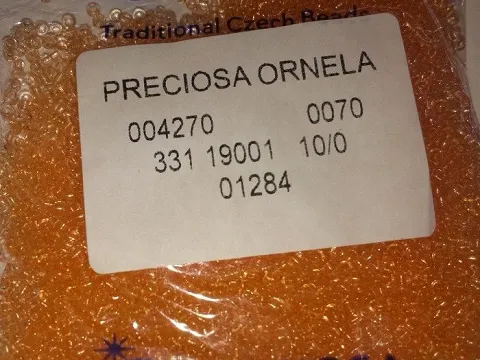 Traditional Czech Beads
PRECIOSA ORNELA
004270 0070
331 19001 10/0
01284